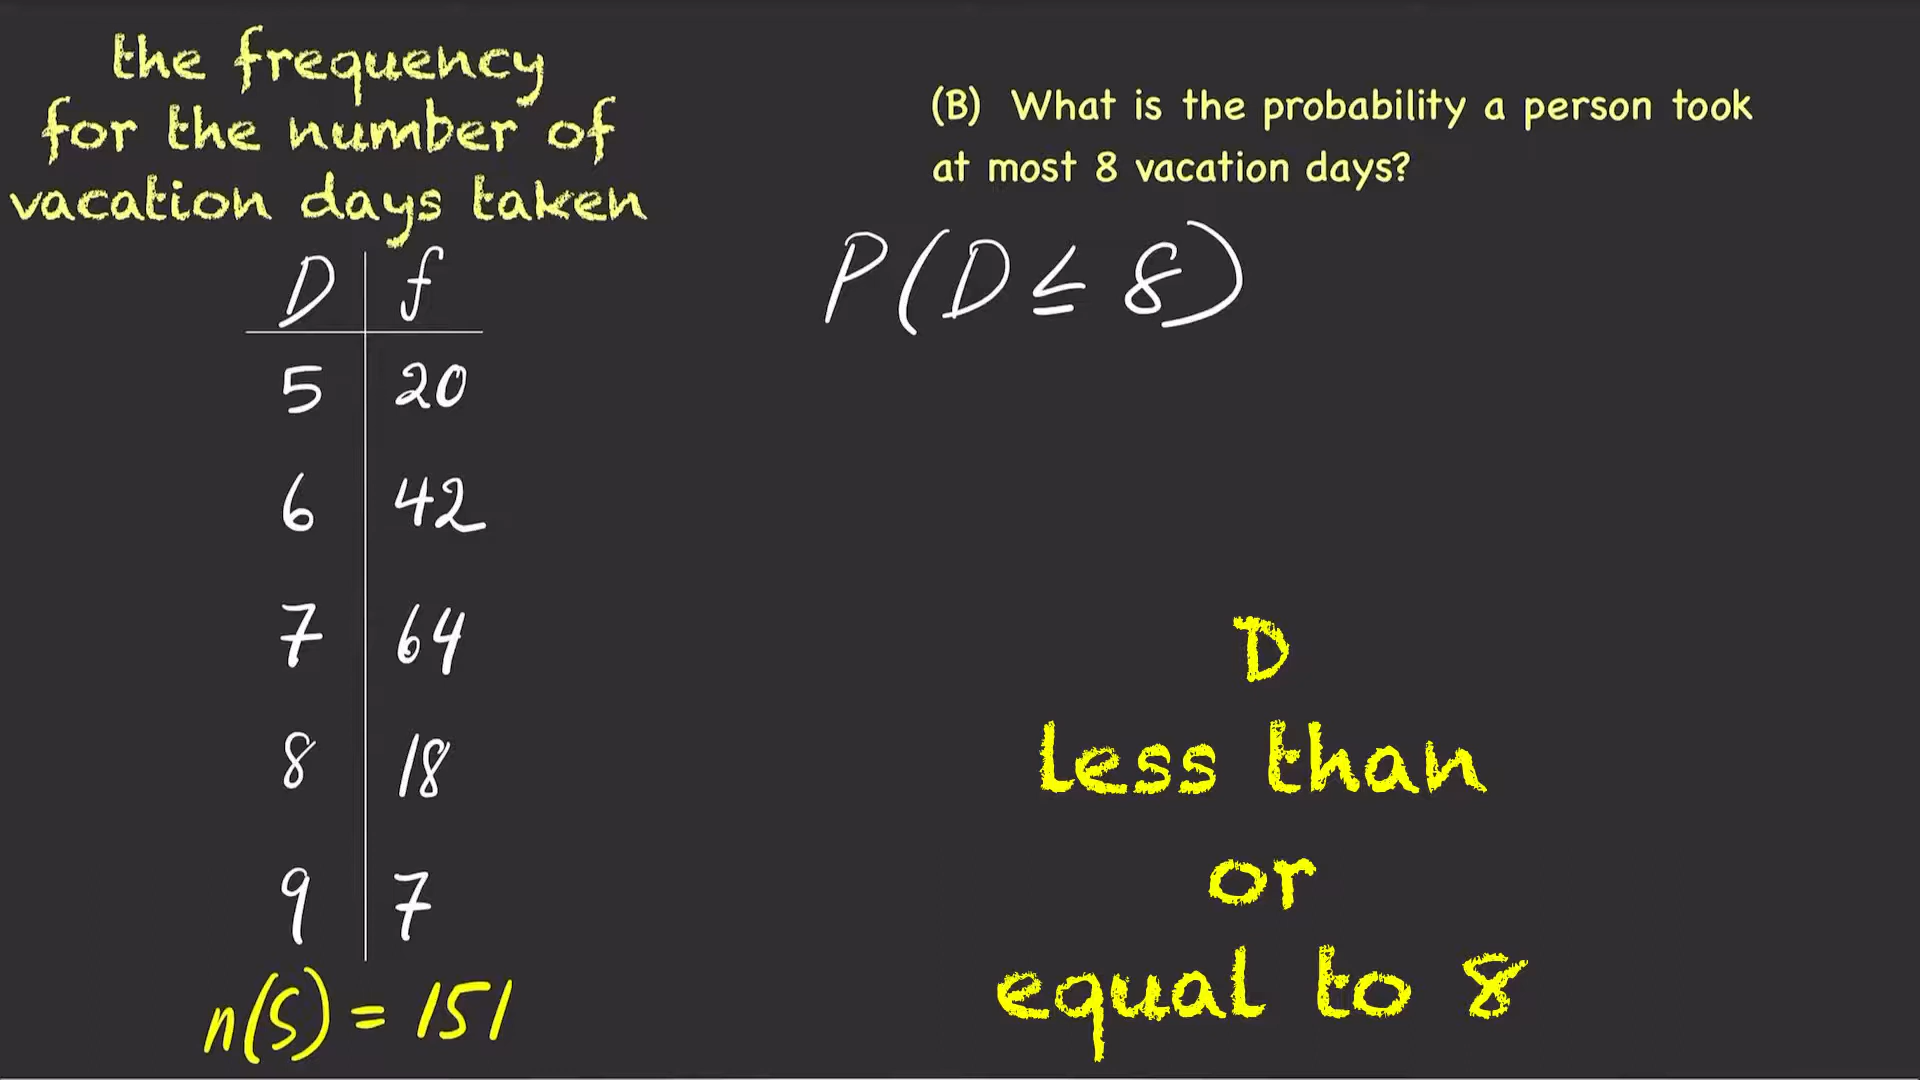 the frequency
for the number of
vacation days taken
D f
5 20
6 42
7 64
8 18
9 7
n(S) = 151
(B) What is the probability a person took
at most 8 vacation days?
P(D ≤ 8)
D
less than
or
equal to 8